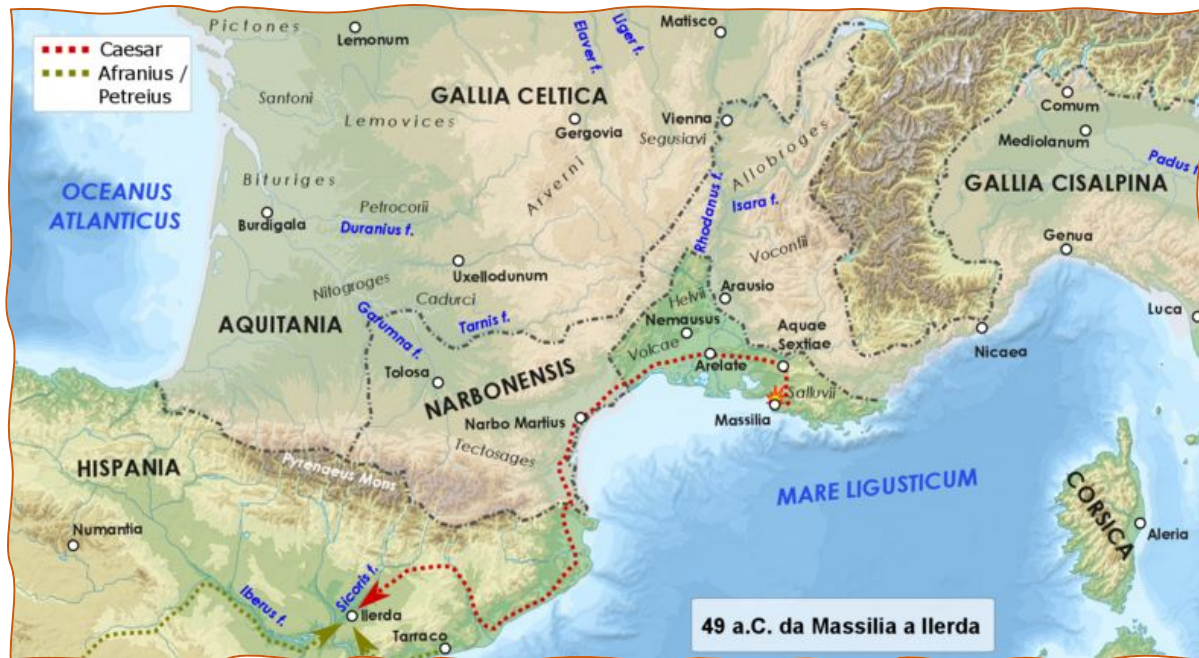 Caesar
Afranius /
Petreius
Pictones
Lemonum
Elaver f.
Liger f.
Matisco
Santoni
Lemovices
GALLIA CELTICA
Gergovia
Segusiavi
Vienna
Allobroges
Comum
Mediolanum
Padus f
GALLIA CISALPINA
OCEANUS
ATLANTICUS
Bituriges
Burdigala
Petrocorii
Duranius f.
Arverni
Rhodanus f.
Isara f.
Vocontii
Genua
Uxellodunum
Nitogroges
Cadurci
Garumna f.
Tarnis f.
AQUITANIA
Helvii
Arausio
Nemausus
Volcae
Aquae
Sextiae
Luca
Nicaea
Tolosa
NARBONENSIS
Arelate
Salluvii
Massilia
Narbo Martius
Tectosages
HISPANIA
Pyrenaeus Mons
MARE LIGUSTICUM
CORSICA
Aleria
Numantia
Iberus f.
Sicoris f.
Ilerda
Tarraco
49 a.C. da Massilia a Ilerda